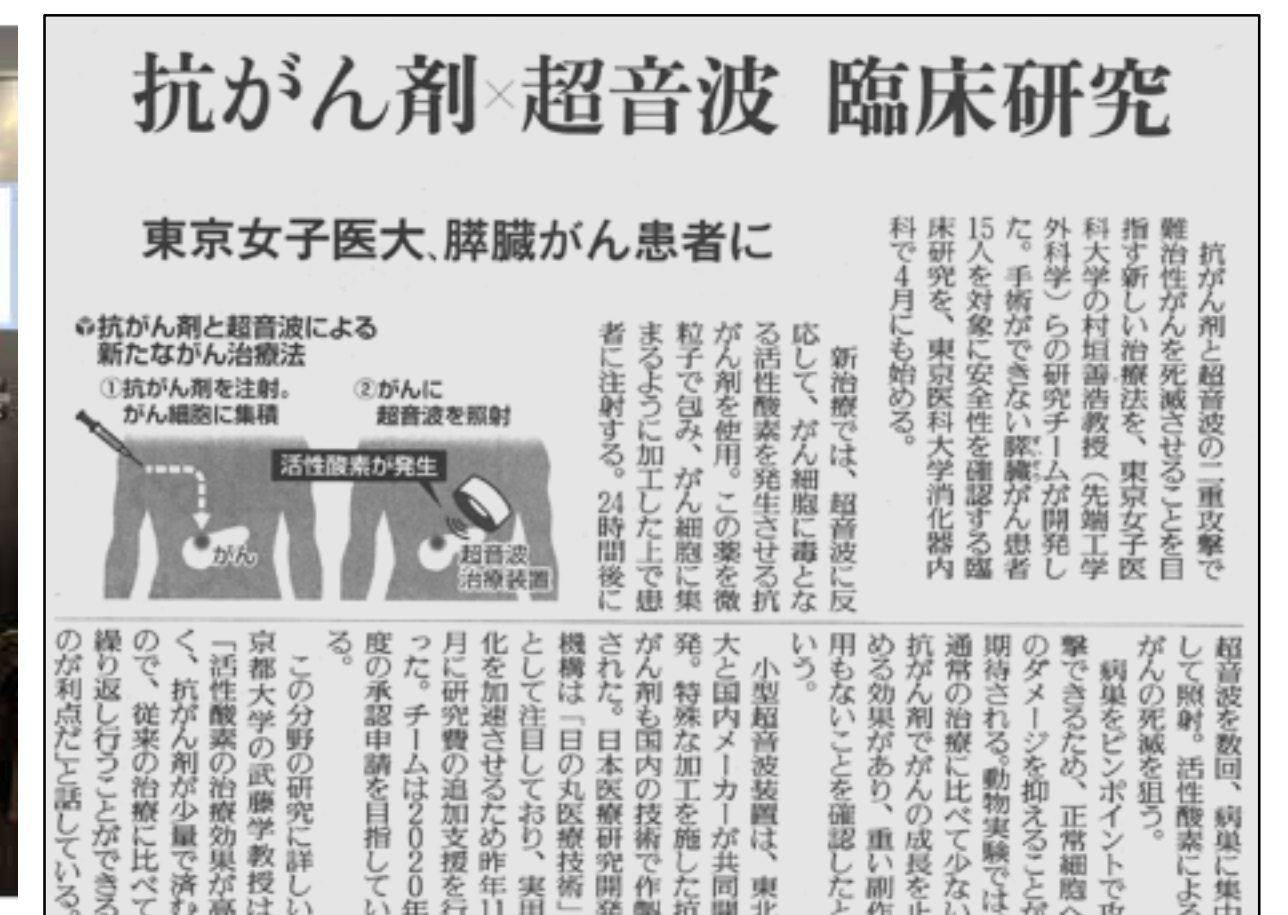 抗がん剤×超音波 臨床研究
東京女子医大、膵臓がん患者に
抗がん剤と超音波の二重攻撃で
難治性がんを死滅させることを目
指す新しい治療法を、東京女子医
科大学の村垣善浩教授(先端工学
外科学)らの研究チームが開発し
た。手術ができない膵臓がん患者
15人を対象に安全性を確認する臨
床研究を、東京医科大学消化器内
科で4月にも始める。
新治療では、超音波に反
応して、がん細胞に毒とな
る活性酸素を発生させる抗
がん剤を使用。この薬を微
粒子で包み、がん細胞に集
まるように加工した上で患
者に注射する。24時間後に
抗がん剤と超音波による
新たながん治療法
①抗がん剤を注射。
がん細胞に集積
②がんに
超音波を照射
活性酸素が発生
がん
超音波
治療装置
超音波を数回、病巣に集中
して照射。活性酸素による
がんの死滅を狙う。
病巣をピンポイントで攻
撃できるため、正常細胞へ
のダメージを抑えることが
期待される。動物実験では
通常の治療に比べて少ない
抗がん剤でがんの成長を止
める効果があり、重い副作
用もないことを確認したと
いう。
小型超音波装置は、東北
大と国内メーカーが共同開
発。特殊な加工を施した抗
がん剤も国内の技術で作製
された。日本医療研究開発
機構は「日の丸医療技術」
として注目しており、実用
化を加速させるため昨年11
月に研究費の追加支援を行
った。チームは2020年
度の承認申請を目指してい
る。
この分野の研究に詳しい
京都大学の武藤学教授は
「活性酸素の治療効果が高
く、抗がん剤が少量で済む
ので、従来の治療に比べて
繰り返し行うことができる
のが利点だ」と話している。